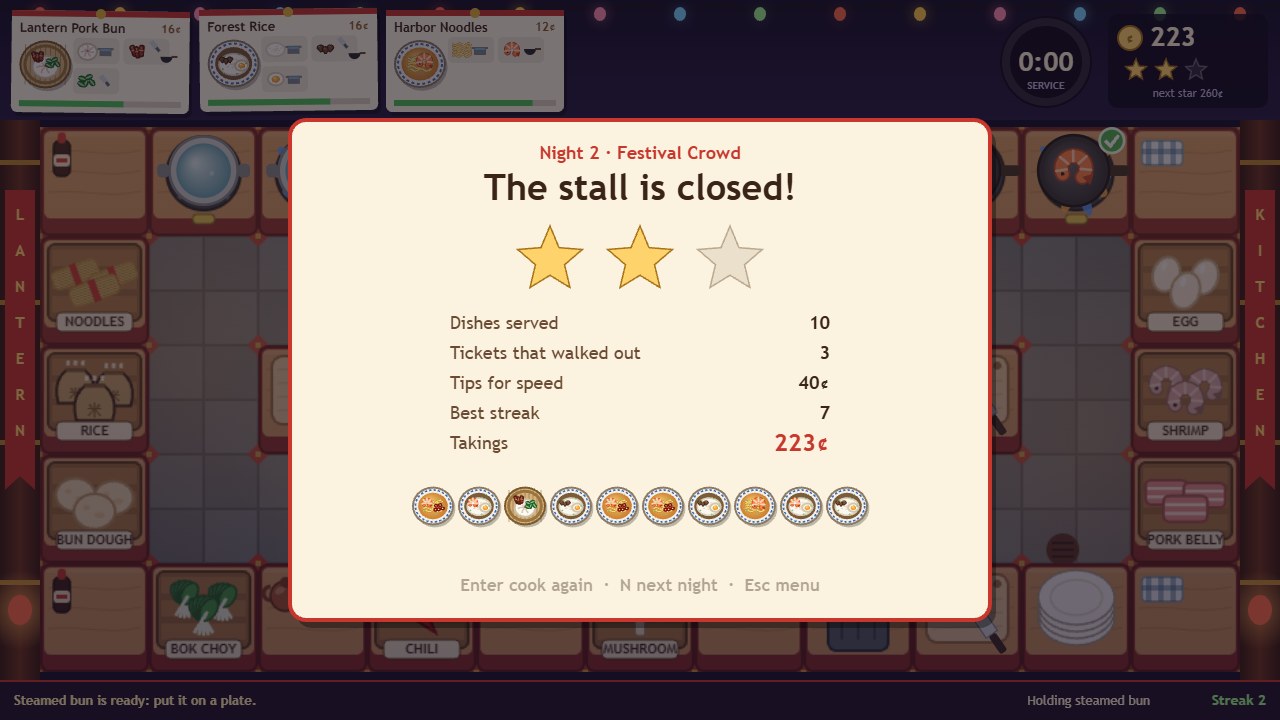 Lantern Pork Bun 16¢
Forest Rice 16¢
Harbor Noodles 12¢
0:00
SERVICE
¢ 223
next star 260¢
Night 2 · Festival Crowd
The stall is closed!
Dishes served 10
Tickets that walked out 3
Tips for speed 40¢
Best streak 7
Takings 223¢
Enter cook again · N next night · Esc menu
LANTERN
KITCHEN
NOODLES
EGG
RICE
米
SHRIMP
BUN DOUGH
PORK BELLY
BOK CHOY
CHILI
MUSHROOM
Steamed bun is ready: put it on a plate.
Holding steamed bun
Streak 2